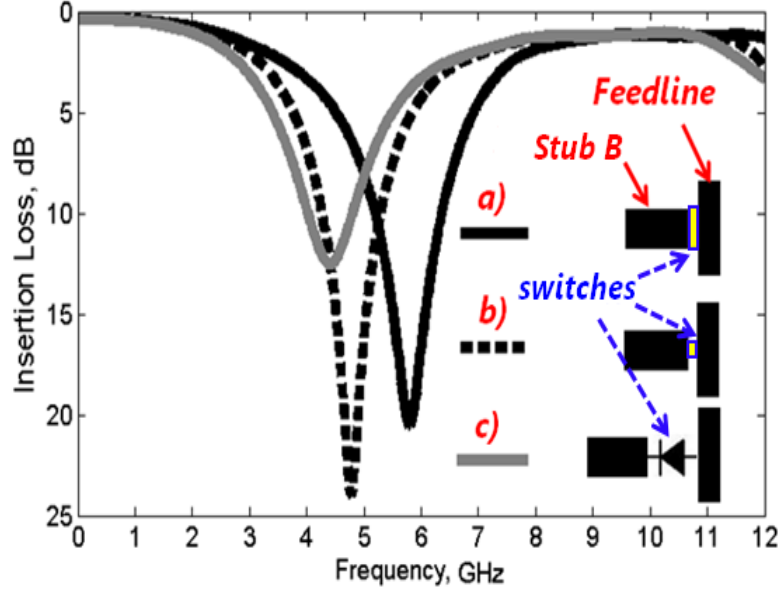 0
5
10
15
20
25
Insertion Loss, dB
Feedline
Stub B
a)
switches
b)
c)
0 1 2 3 4 5 6 7 8 9 10 11 12
Frequency, GHz